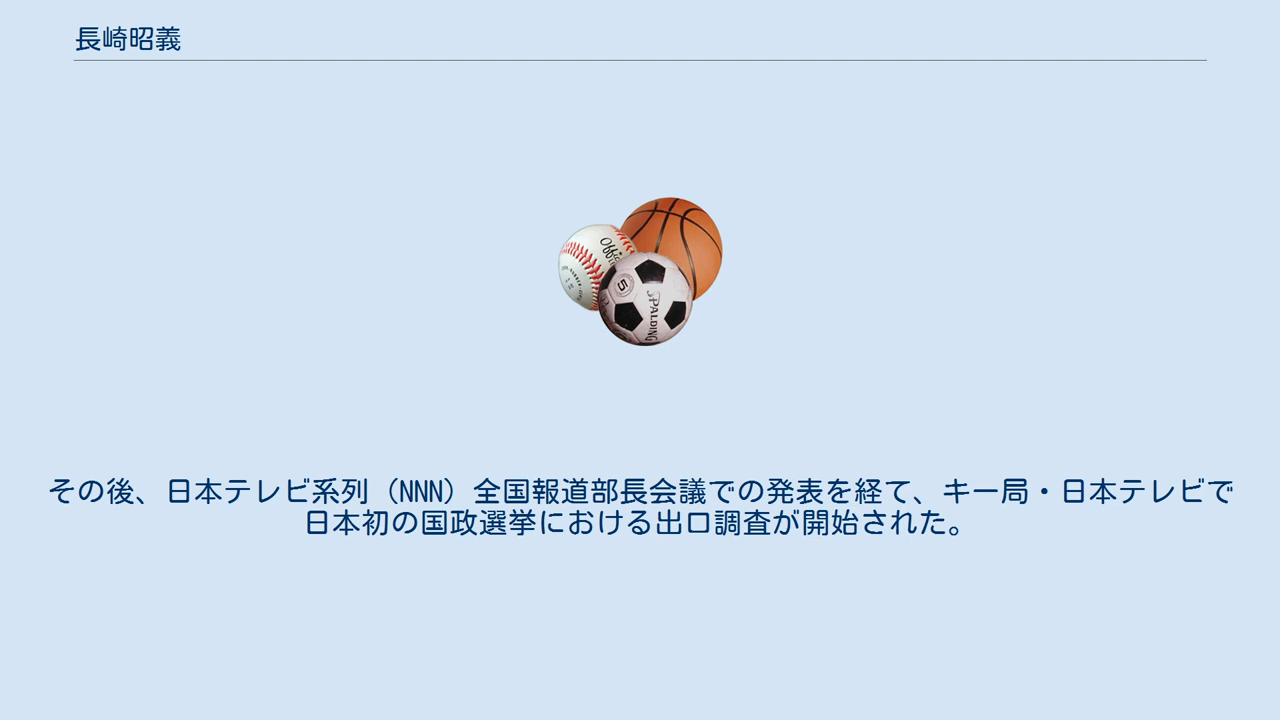 長崎昭義
Offic
5
SPALDING
その後、日本テレビ系列（NNN）全国報道部長会議での発表を経て、キー局・日本テレビで
日本初の国政選挙における出口調査が開始された。